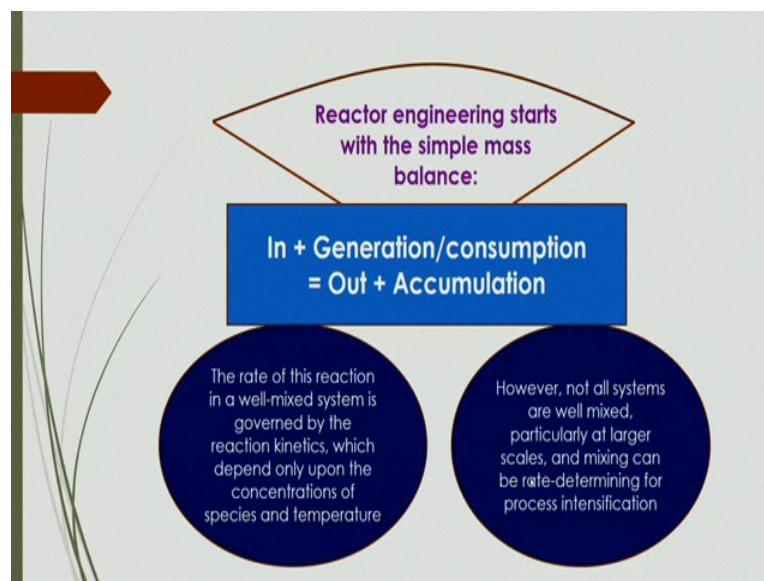 Reactor engineering starts
with the simple mass
balance:
In + Generation/consumption
= Out + Accumulation
The rate of this reaction
in a well-mixed system is
governed by the
reaction kinetics, which
depend only upon the
concentrations of
species and temperature
However, not all systems
are well mixed,
particularly at larger
scales, and mixing can
be rate-determining for
process intensification